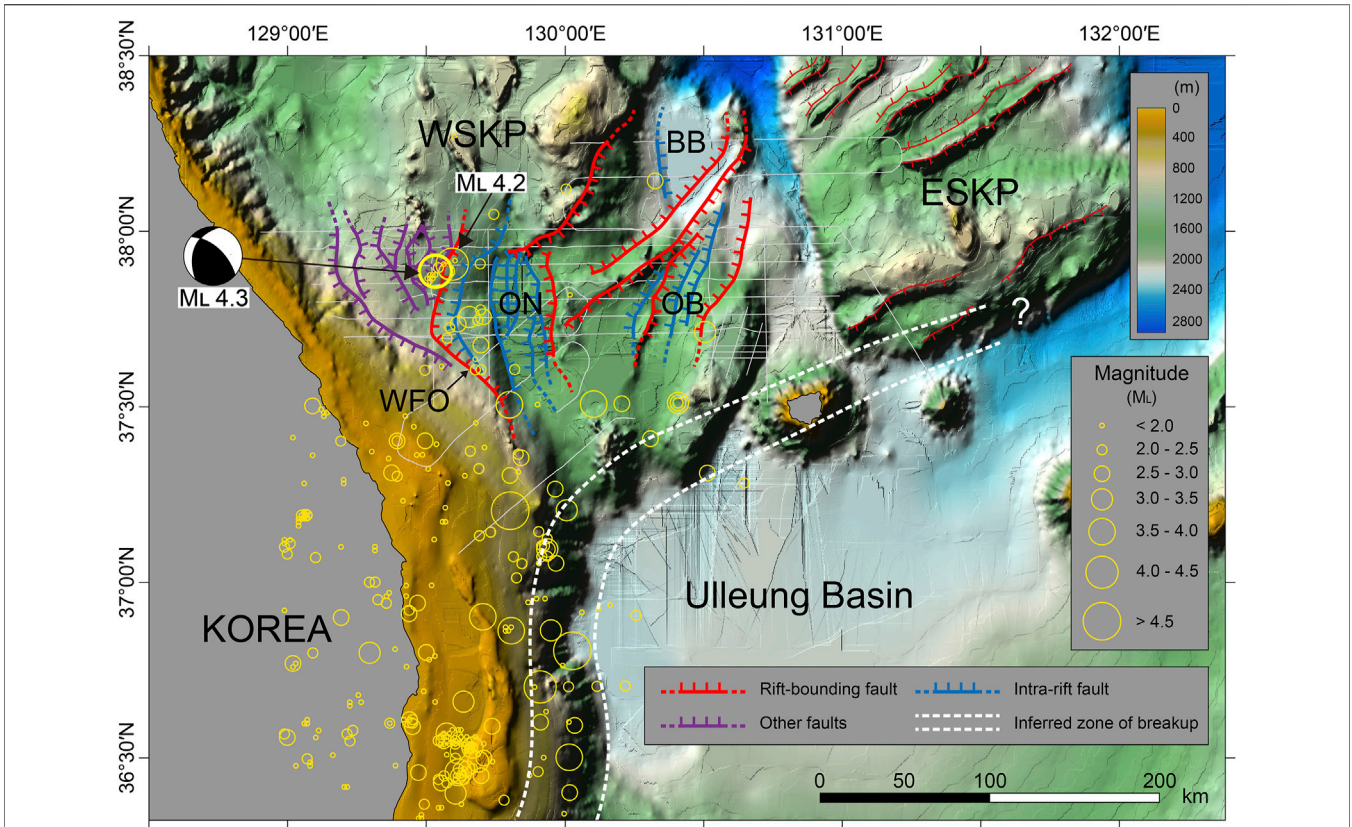 129°00′E
130°00′E
131°00′E
132°00′E
38°30′N
38°00′N
37°30′N
37°00′N
36°30′N
(m)
0
400
800
1200
1600
2000
2400
2800
WSKP
BB
ML 4.2
ESKP
ML 4.3
ON
OB
?
WFO
Magnitude
(ML)
< 2.0
2.0 - 2.5
2.5 - 3.0
3.0 - 3.5
3.5 - 4.0
4.0 - 4.5
> 4.5
KOREA
Ulleung Basin
Rift-bounding fault
Intra-rift fault
Other faults
Inferred zone of breakup
0 50 100 200
km